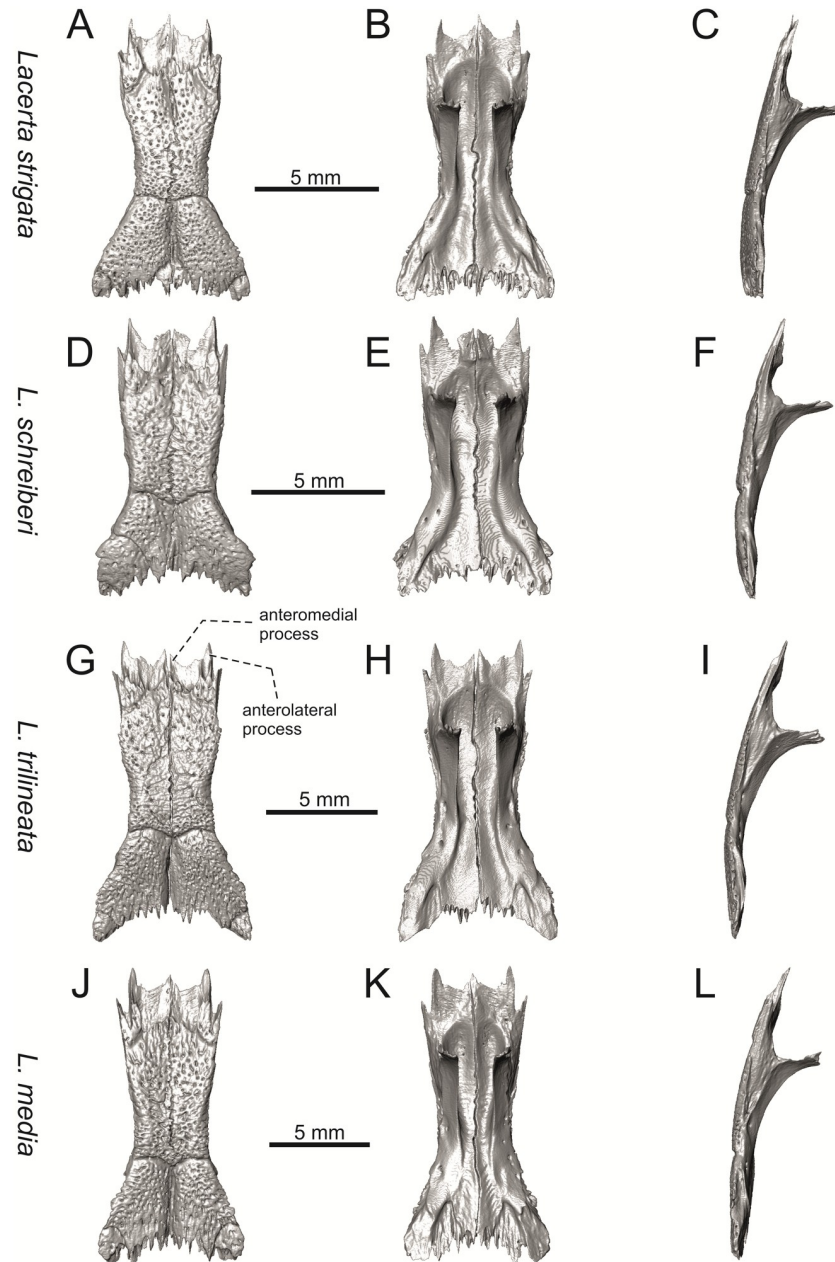 A
B
C
Lacerta strigata
5 mm
D
E
F
L. schreiberi
5 mm
anteromedial
process
G
H
I
anterolateral
process
L. trilineata
5 mm
J
K
L
L. media
5 mm